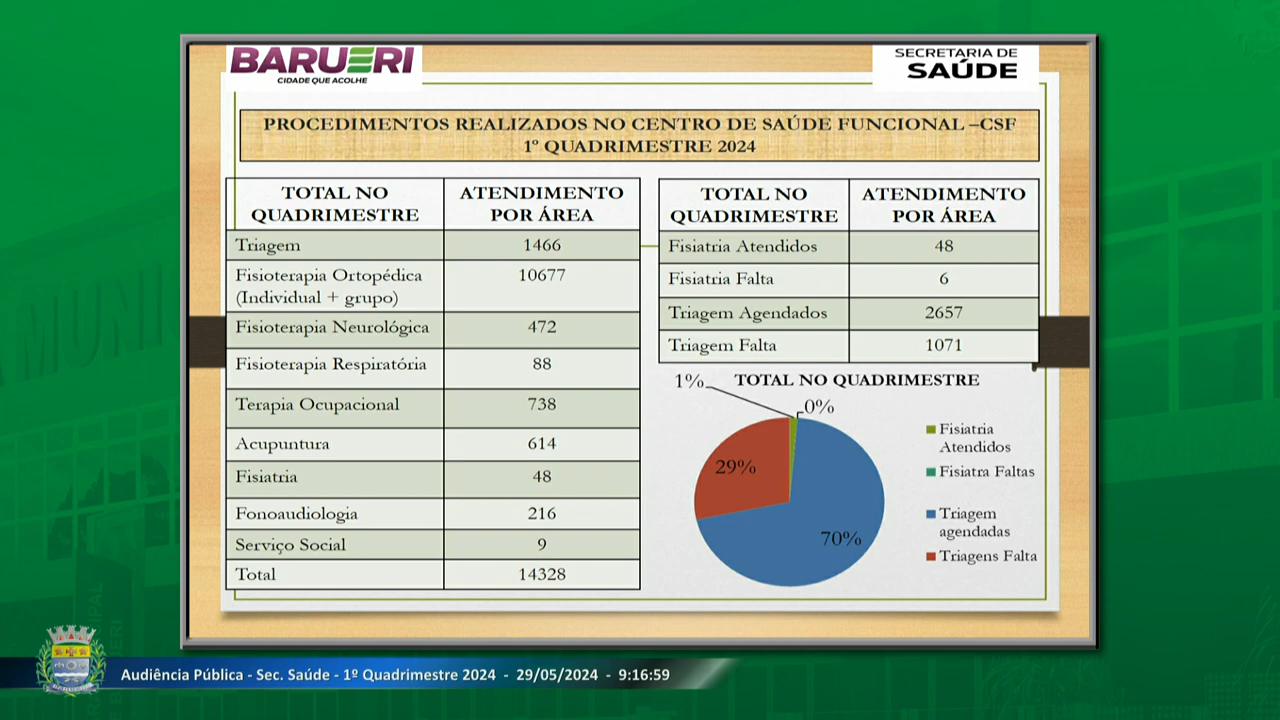 BARUERI
CIDADE QUE ACOLHE
SECRETARIA DE
SAÚDE
PROCEDIMENTOS REALIZADOS NO CENTRO DE SAÚDE FUNCIONAL –CSF
1º QUADRIMESTRE 2024
TOTAL NO QUADRIMESTRE ATENDIMENTO POR ÁREA
Triagem 1466
Fisioterapia Ortopédica (Individual + grupo) 10677
Fisioterapia Neurológica 472
Fisioterapia Respiratória 88
Terapia Ocupacional 738
Acupuntura 614
Fisiatria 48
Fonoaudiologia 216
Serviço Social 9
Total 14328
TOTAL NO QUADRIMESTRE ATENDIMENTO POR ÁREA
Fisiatria Atendidos 48
Fisiatria Falta 6
Triagem Agendados 2657
Triagem Falta 1071
TOTAL NO QUADRIMESTRE
1%
0%
29%
70%
Fisiatria
Atendidos
Fisiatra Faltas
Triagem
agendadas
Triagens Falta
Audiência Pública - Sec. Saúde - 1º Quadrimestre 2024 - 29/05/2024 - 9:16:59